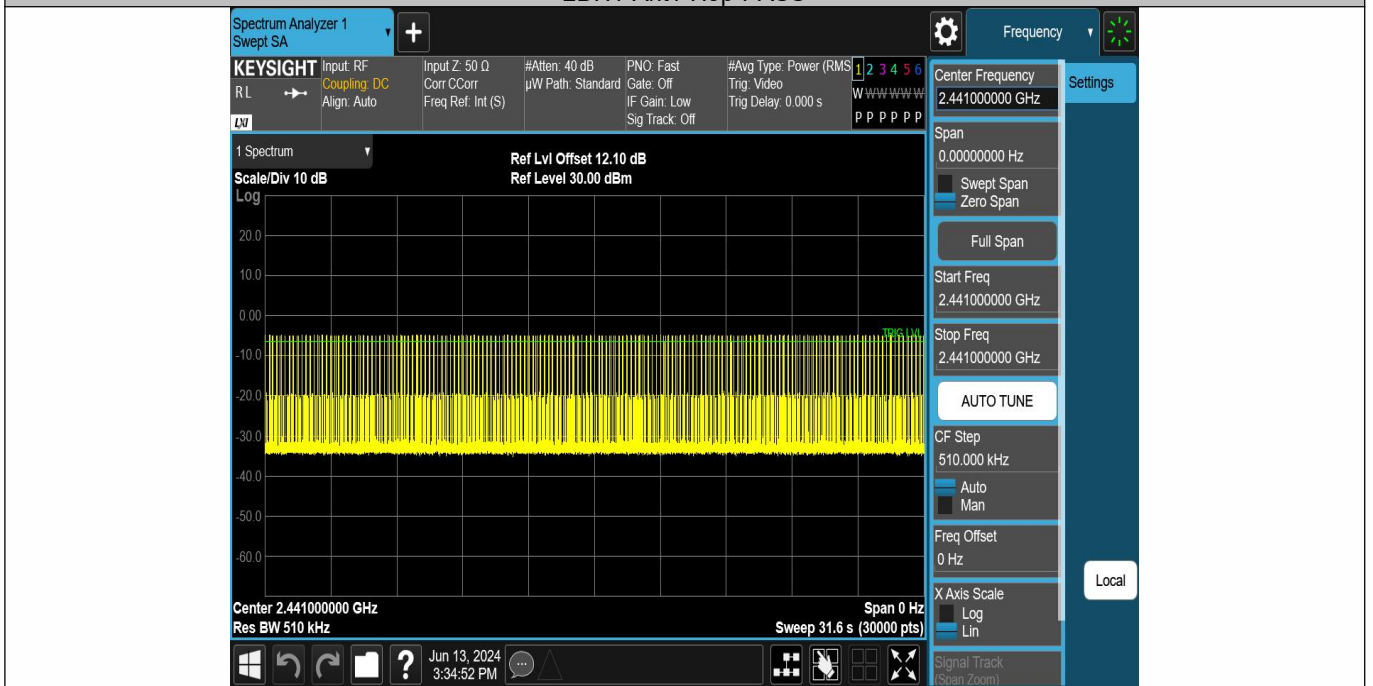 Spectrum Analyzer 1
Swept SA
Frequency
KEYSIGHT
RL
LXI
Input: RF
Coupling: DC
Align: Auto
Input Z: 50 Ω
Corr CCorr
Freq Ref: Int (S)
#Atten: 40 dB
µW Path: Standard
PNO: Fast
Gate: Off
IF Gain: Low
Sig Track: Off
#Avg Type: Power (RMS
Trig: Video
Trig Delay: 0.000 s
1 2 3 4 5 6
W W W W W W
P P P P P P
1 Spectrum
Scale/Div 10 dB
Ref Lvl Offset 12.10 dB
Ref Level 30.00 dBm
Log
20.0
10.0
0.00
TRIG LVL
-10.0
-20.0
-30.0
-40.0
-50.0
-60.0
Center 2.441000000 GHz
Span 0 Hz
Res BW 510 kHz
Sweep 31.6 s (30000 pts)
Center Frequency
2.441000000 GHz
Settings
Span
0.00000000 Hz
Swept Span
Zero Span
Full Span
Start Freq
2.441000000 GHz
Stop Freq
2.441000000 GHz
AUTO TUNE
CF Step
510.000 kHz
Auto
Man
Freq Offset
0 Hz
Local
X Axis Scale
Log
Lin
Signal Track
(Span Zoom)
?
Jun 13, 2024
3:34:52 PM